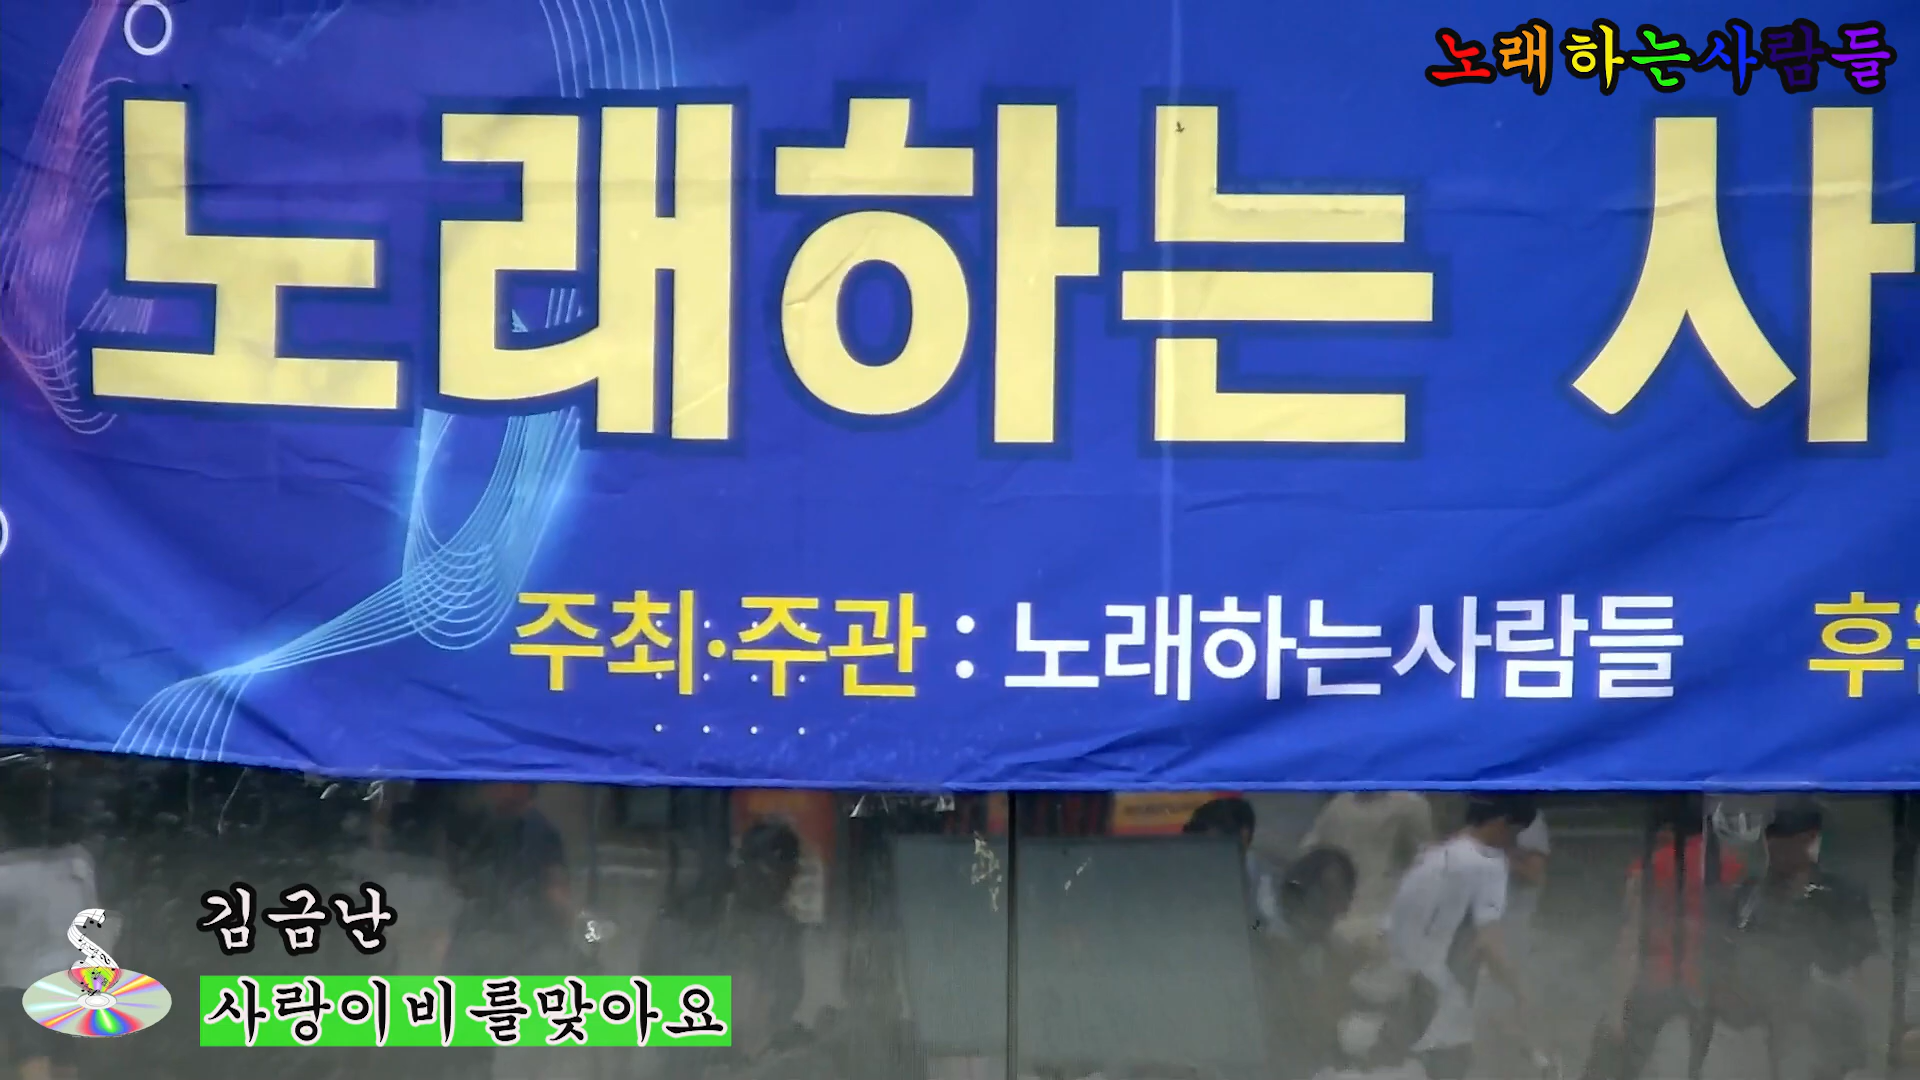 노래하는사람들
노래하는 사
주최·주관 : 노래하는사람들 후
김금난
사랑이비를맞아요